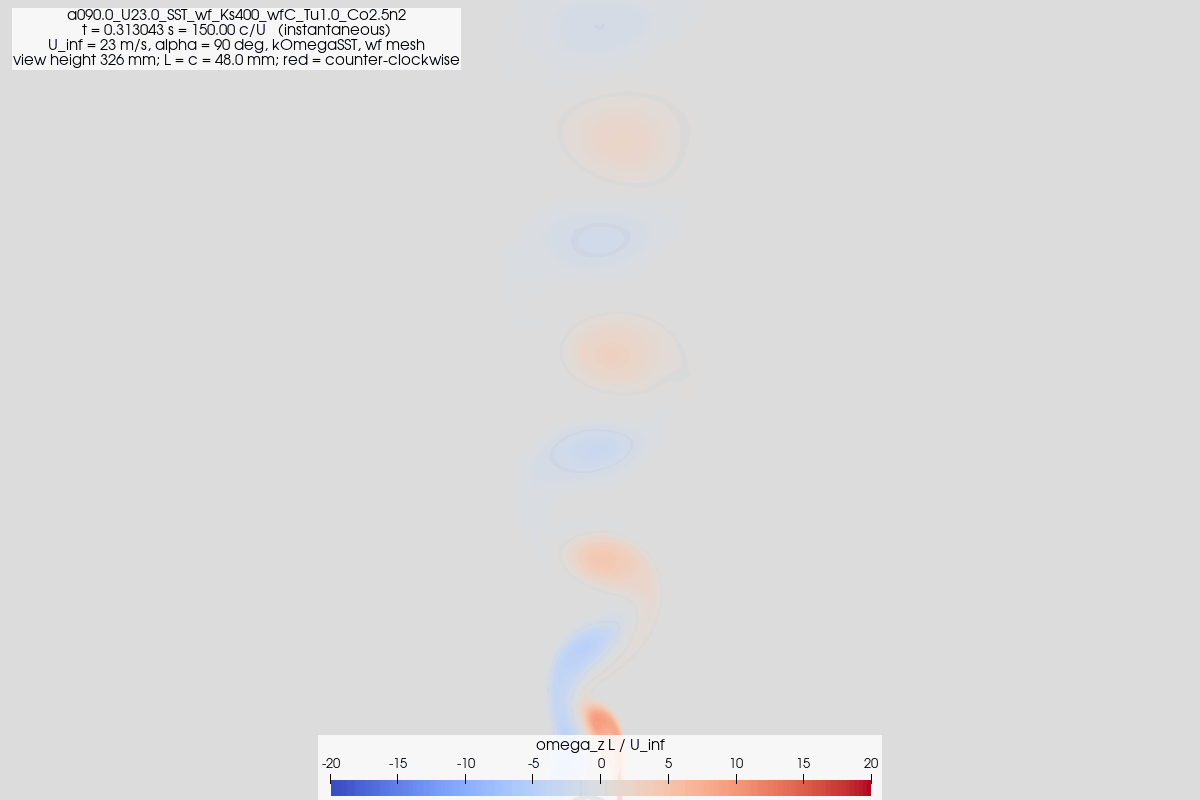 a090.0_U23.0_SST_wf_Ks400_wfC_Tu1.0_Co2.5n2
t = 0.313043 s = 150.00 c/U (instantaneous)
U_inf = 23 m/s, alpha = 90 deg, kOmegaSST, wf mesh
view height 326 mm; L = c = 48.0 mm; red = counter-clockwise
omega_z L / U_inf
-20 -15 -10 -5 0 5 10 15 20